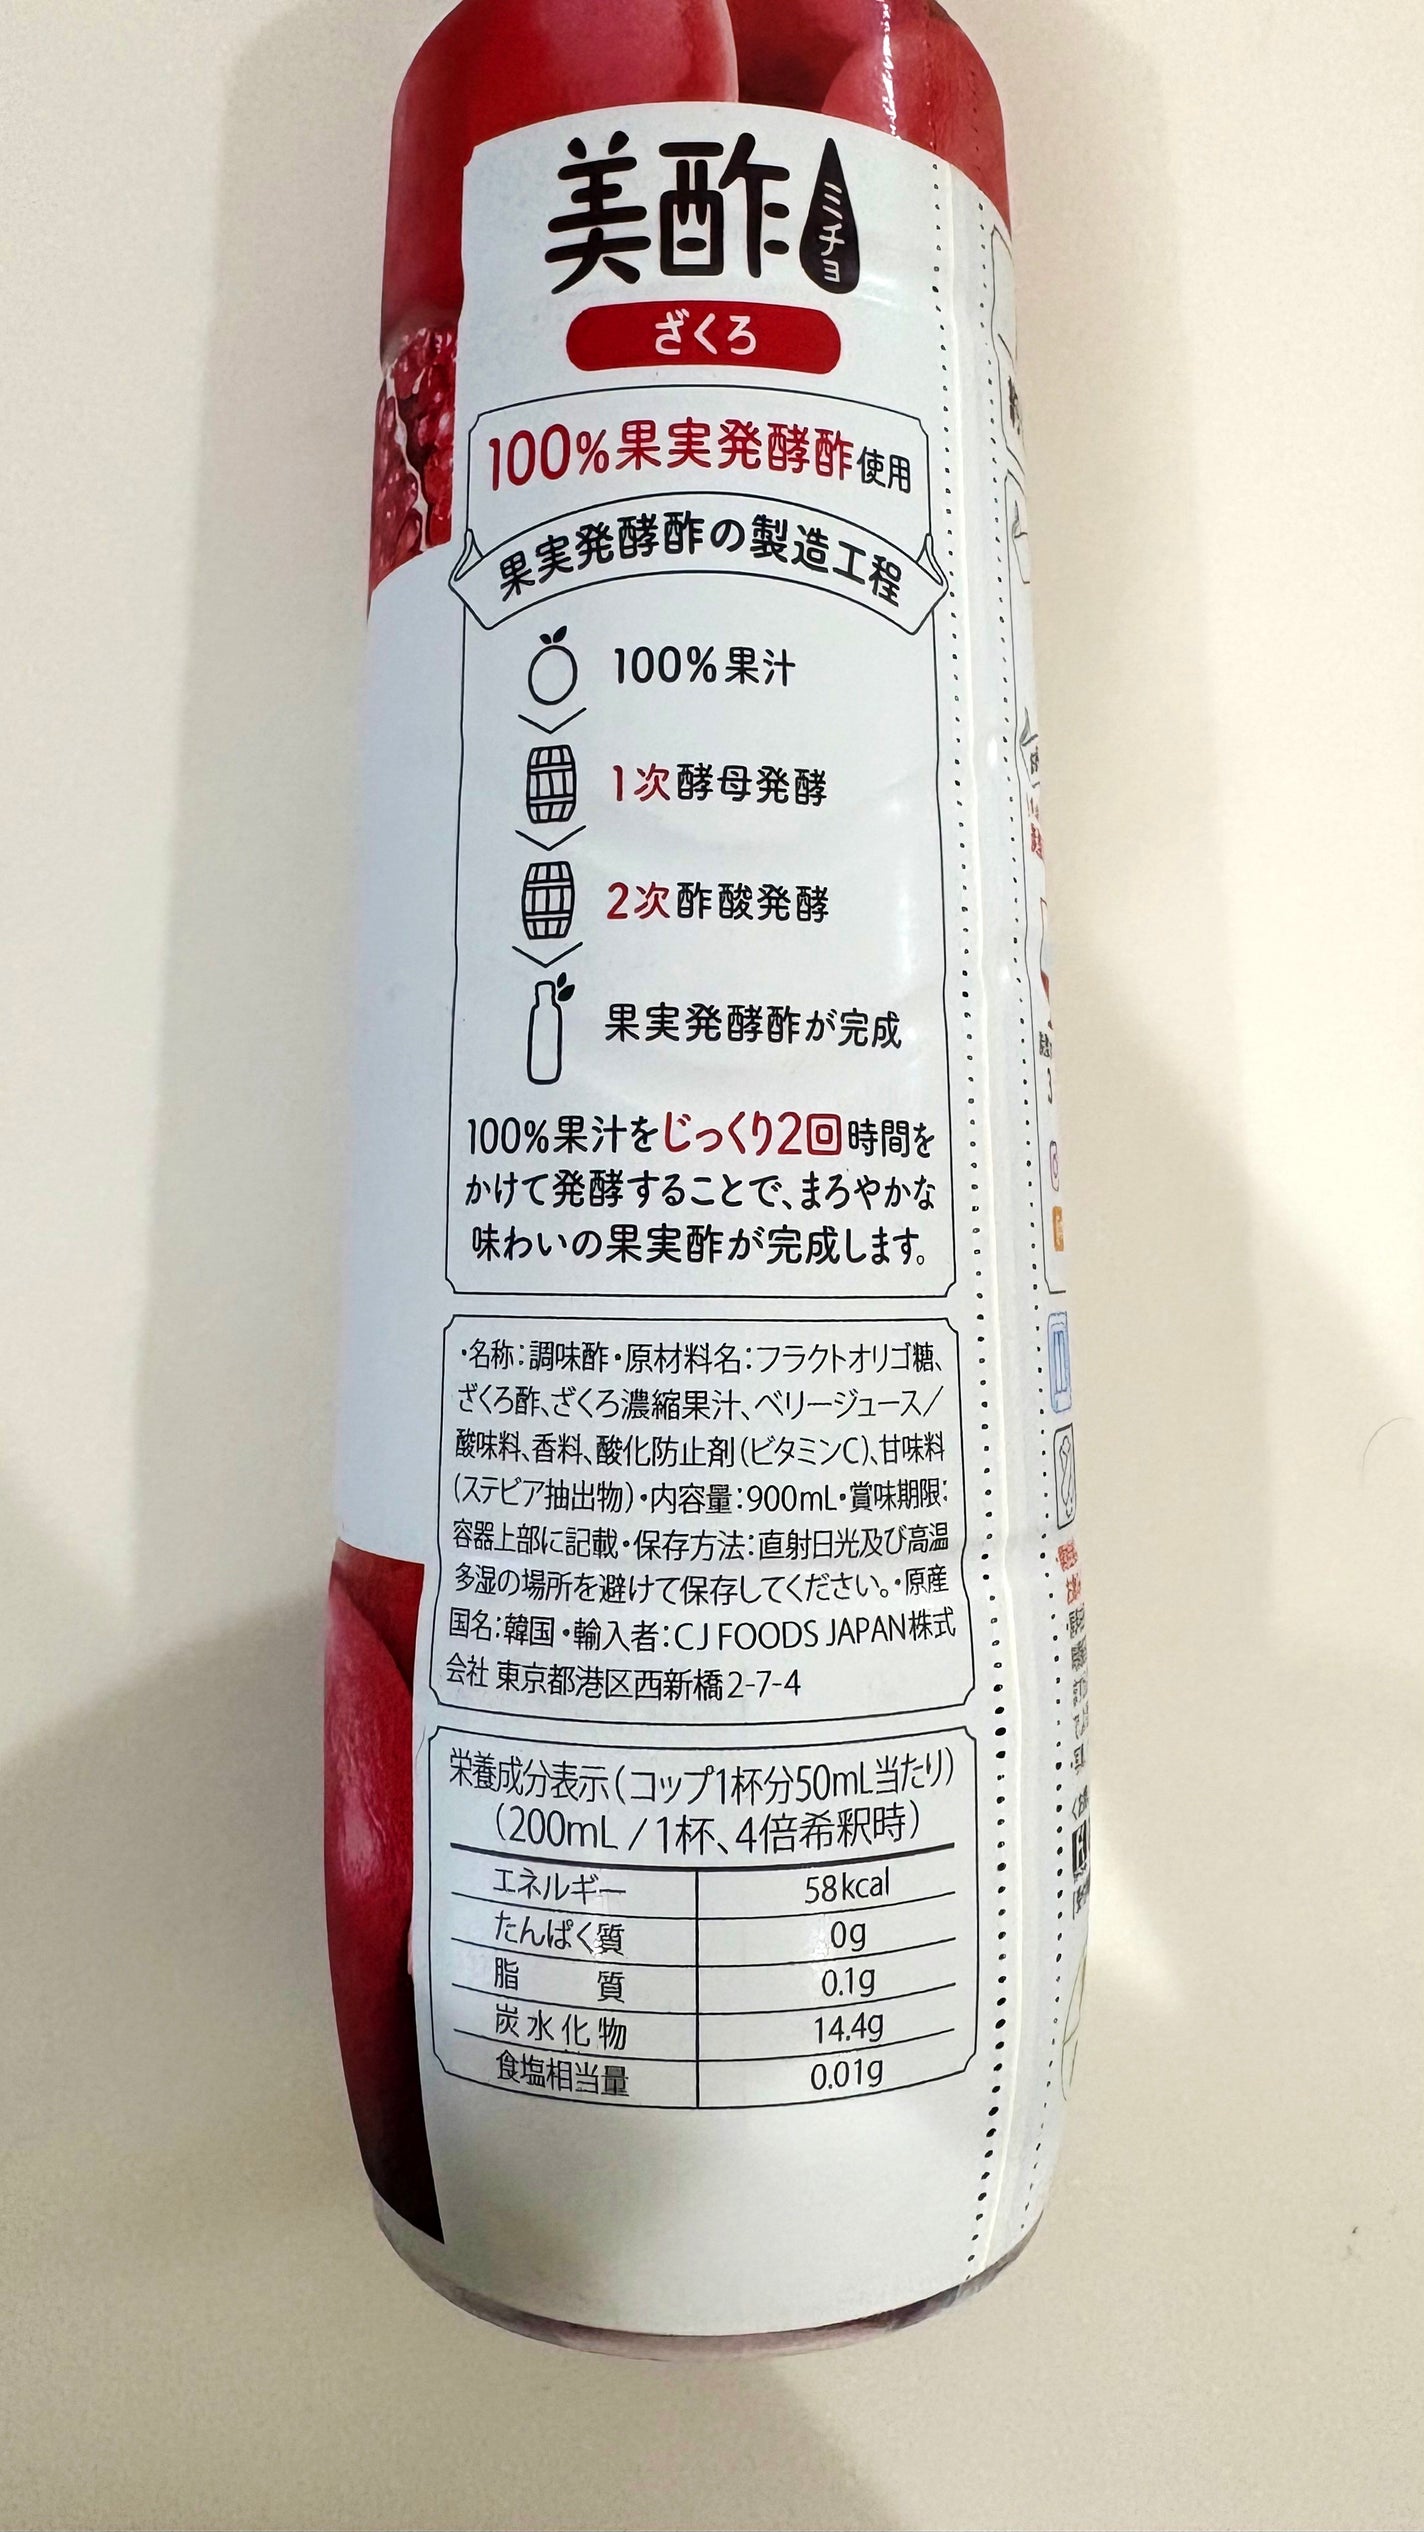 美酢
ミチョ
ざくろ
100%果実発酵酢使用
果実発酵酢の製造工程
100%果汁
1次酵母発酵
2次酢酸発酵
果実発酵酢が完成
100%果汁をじっくり2回時間を
かけて発酵することで、まろやかな
味わいの果実酢が完成します。
・名称:調味酢・原材料名:フラクトオリゴ糖、
ざくろ酢、ざくろ濃縮果汁、ベリージュース/
酸味料、香料、酸化防止剤(ビタミンC)、甘味料
(ステビア抽出物)・内容量:900mL・賞味期限:
容器上部に記載・保存方法:直射日光及び高温
多湿の場所を避けて保存してください。・原産
国名:韓国・輸入者:CJ FOODS JAPAN株式
会社 東京都港区西新橋2-7-4
栄養成分表示(コップ1杯分50mL当たり)
(200mL/1杯、4倍希釈時)
エネルギー 58kcal
たんぱく質 0g
脂質 0.1g
炭水化物 14.4g
食塩相当量 0.01g